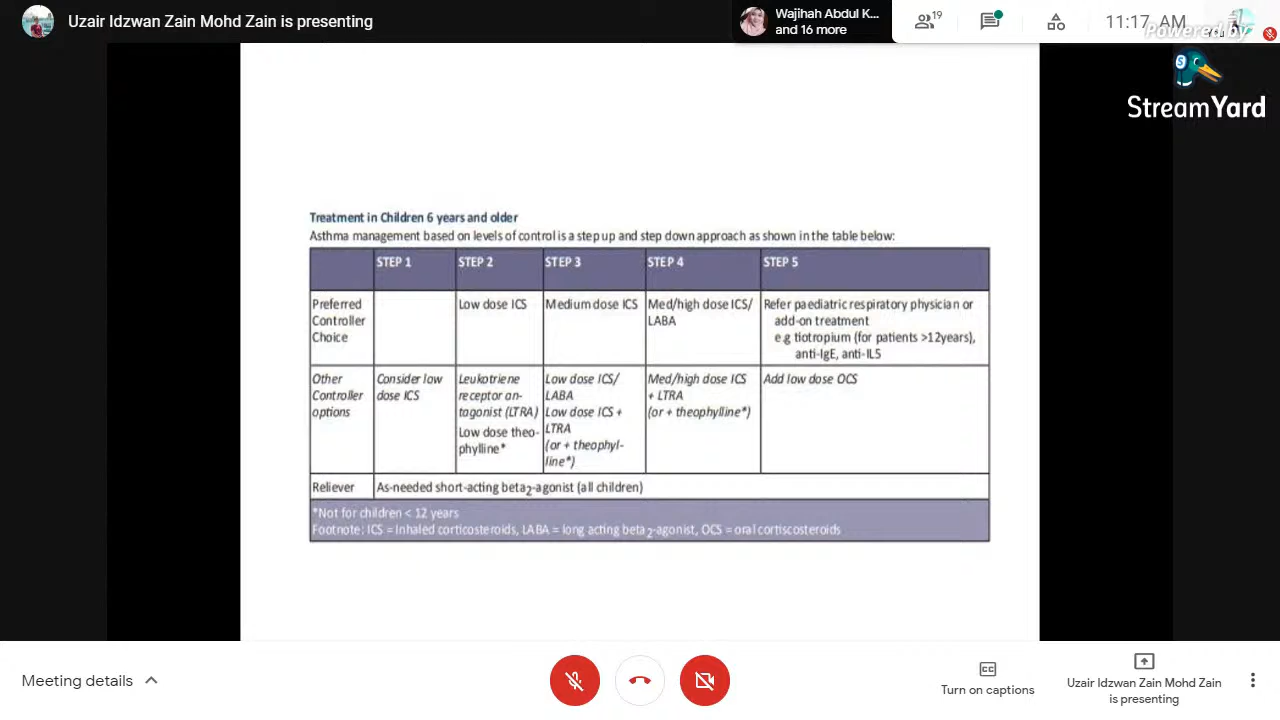 Uzair Idzwan Zain Mohd Zain is presenting
Wajihah Abdul K...
and 16 more
19
11:17 AM
You
Powered by
S
StreamYard
Treatment in Children 6 years and older
Asthma management based on levels of control is a step up and step down approach as shown in the table below:
STEP 1
STEP 2
STEP 3
STEP 4
STEP 5
Preferred
Controller
Choice
Low dose ICS
Medium dose ICS
Med/high dose ICS/
LABA
Refer paediatric respiratory physician or
add-on treatment
e.g tiotropium (for patients >12years),
anti-IgE, anti-IL5
Other
Controller
options
Consider low
dose ICS
Leukotriene
receptor an-
tagonist (LTRA)
Low dose theo-
phylline*
Low dose ICS/
LABA
Low dose ICS +
LTRA
(or + theophyl-
line*)
Med/high dose ICS
+ LTRA
(or + theophylline*)
Add low dose OCS
Reliever
As-needed short-acting beta2-agonist (all children)
*Not for children < 12 years
Footnote: ICS = Inhaled corticosteroids, LABA = long acting beta2-agonist, OCS = oral cortiscosteroids
Meeting details
Turn on captions
Uzair Idzwan Zain Mohd Zain
is presenting